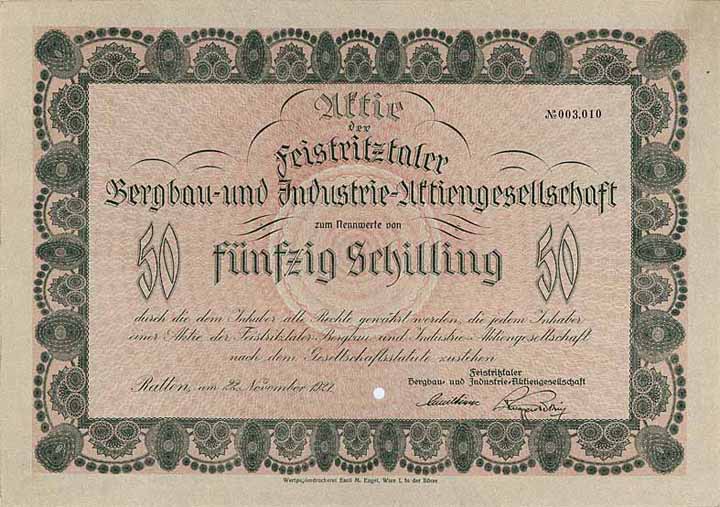 Aktie
der
Feistritztaler
Bergbau- und Industrie-Aktiengesellschaft
№ 003,010
zum Nennwerte von
50 fünfzig Schilling 50
durch die dem Inhaber alle Rechte gewährt werden, die jedem Inhaber
einer Aktie der Feistritztaler Bergbau und Industrie-Aktiengesellschaft
nach dem Gesellschaftsstatute zustehen
Ratten, am 22. November 1927.
Feistritztaler
Bergbau- und Industrie-Aktiengesellschaft
Wertpapierdruckerei Emil M. Engel, Wien I, In der Börse